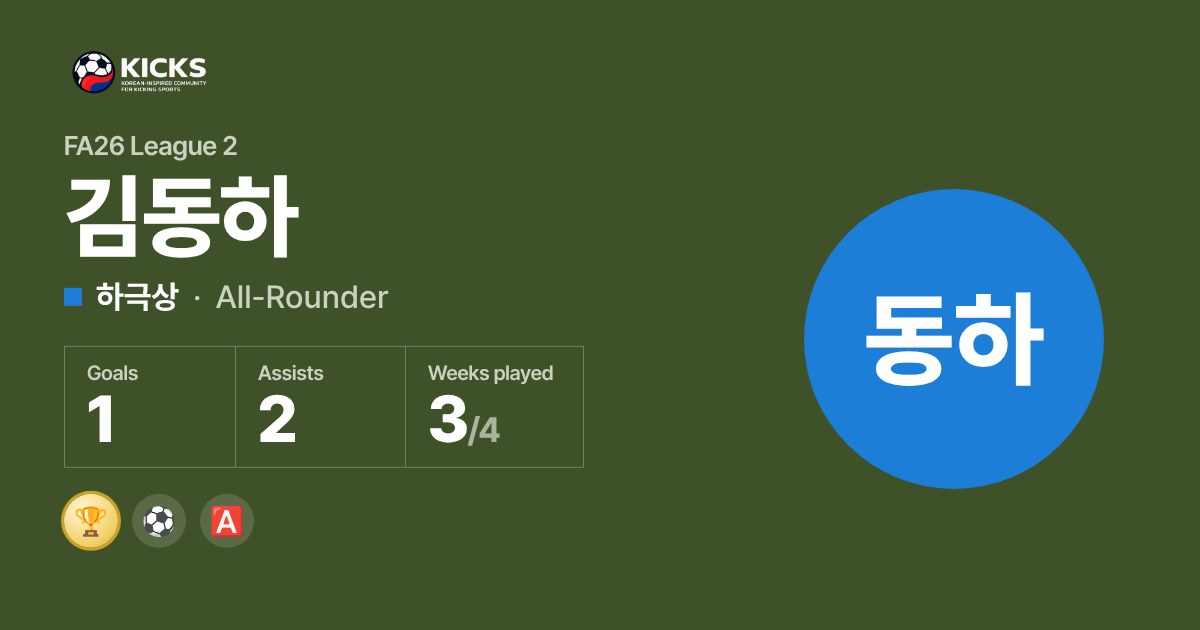 KICKS
KOREAN-INSPIRED COMMUNITY
FOR KICKING SPORTS
FA26 League 2
김동하
하극상 · All-Rounder
Goals Assists Weeks played
1 2 3/4
A
동하